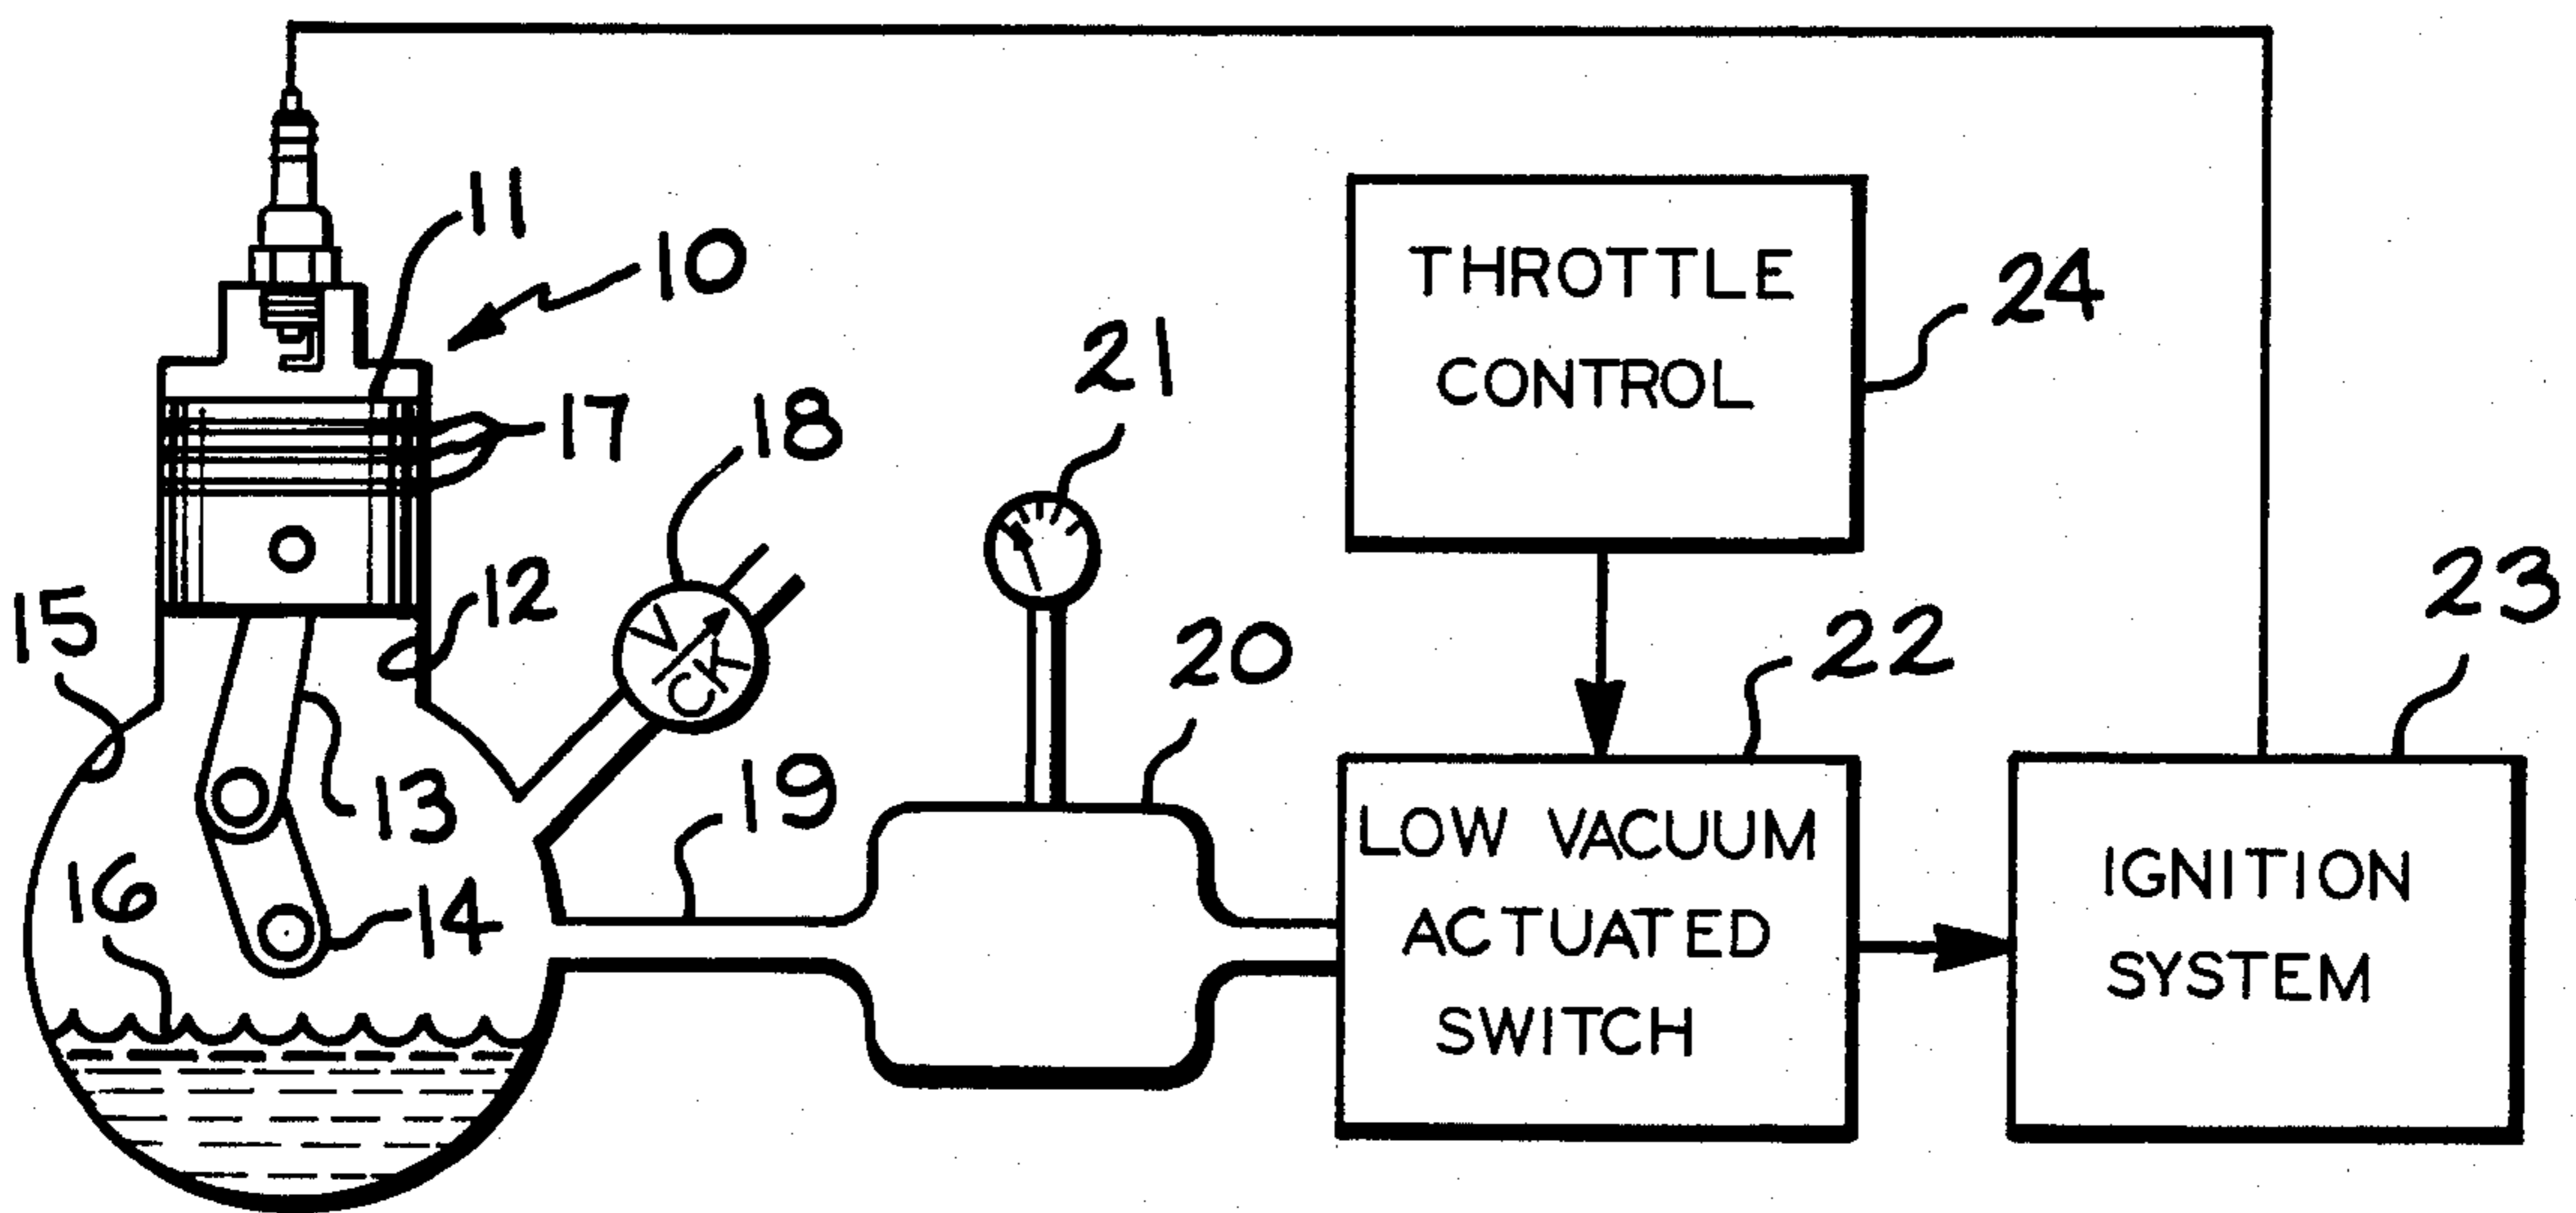 11
10
THROTTLE
CONTROL
24
21
17
18
15
12
V
CK
20
22
23
19
13
LOW VACUUM
ACTUATED
SWITCH
IGNITION
SYSTEM
16
14